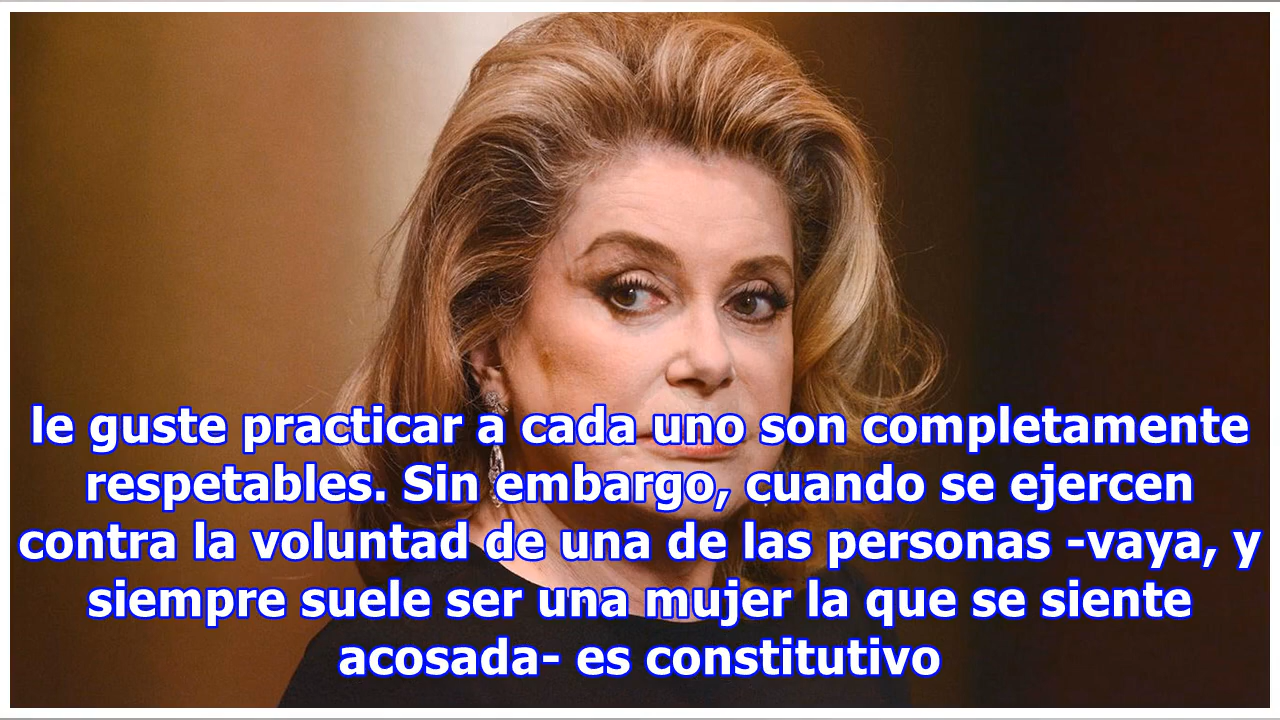 le guste practicar a cada uno son completamente
respetables. Sin embargo, cuando se ejercen
contra la voluntad de una de las personas -vaya, y
siempre suele ser una mujer la que se siente
acosada- es constitutivo